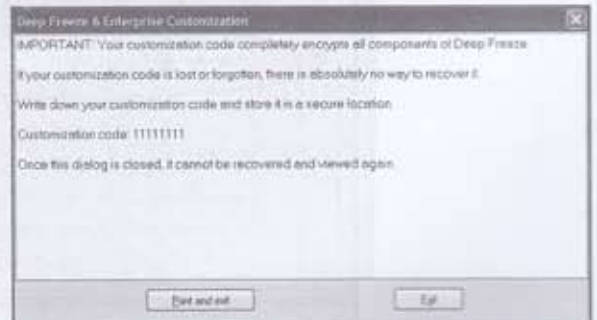 Deep Freeze 6 Enterprise Customization
IMPORTANT: Your customization code completely encrypts all components of Deep Freeze
If your customization code is lost or forgotten, there is absolutely no way to recover it.
Write down your customization code and store it in a secure location.
Customization code: 11111111
Once this dialog is closed, it cannot be recovered and viewed again.
Print and exit
Exit